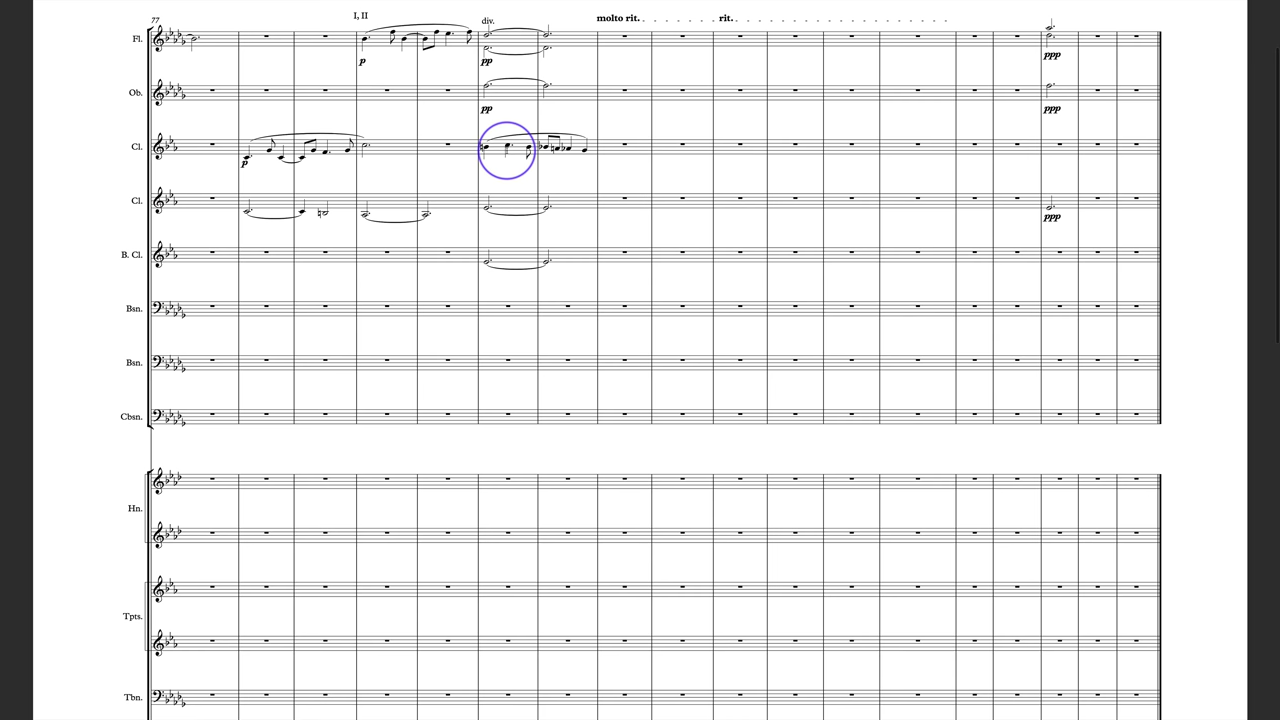 77
I, II
div.
molto rit.
rit.
Fl.
p
pp
ppp
Ob.
pp
ppp
Cl.
p
Cl.
ppp
B. Cl.
Bsn.
Bsn.
Cbsn.
Hn.
Tpts.
Tbn.